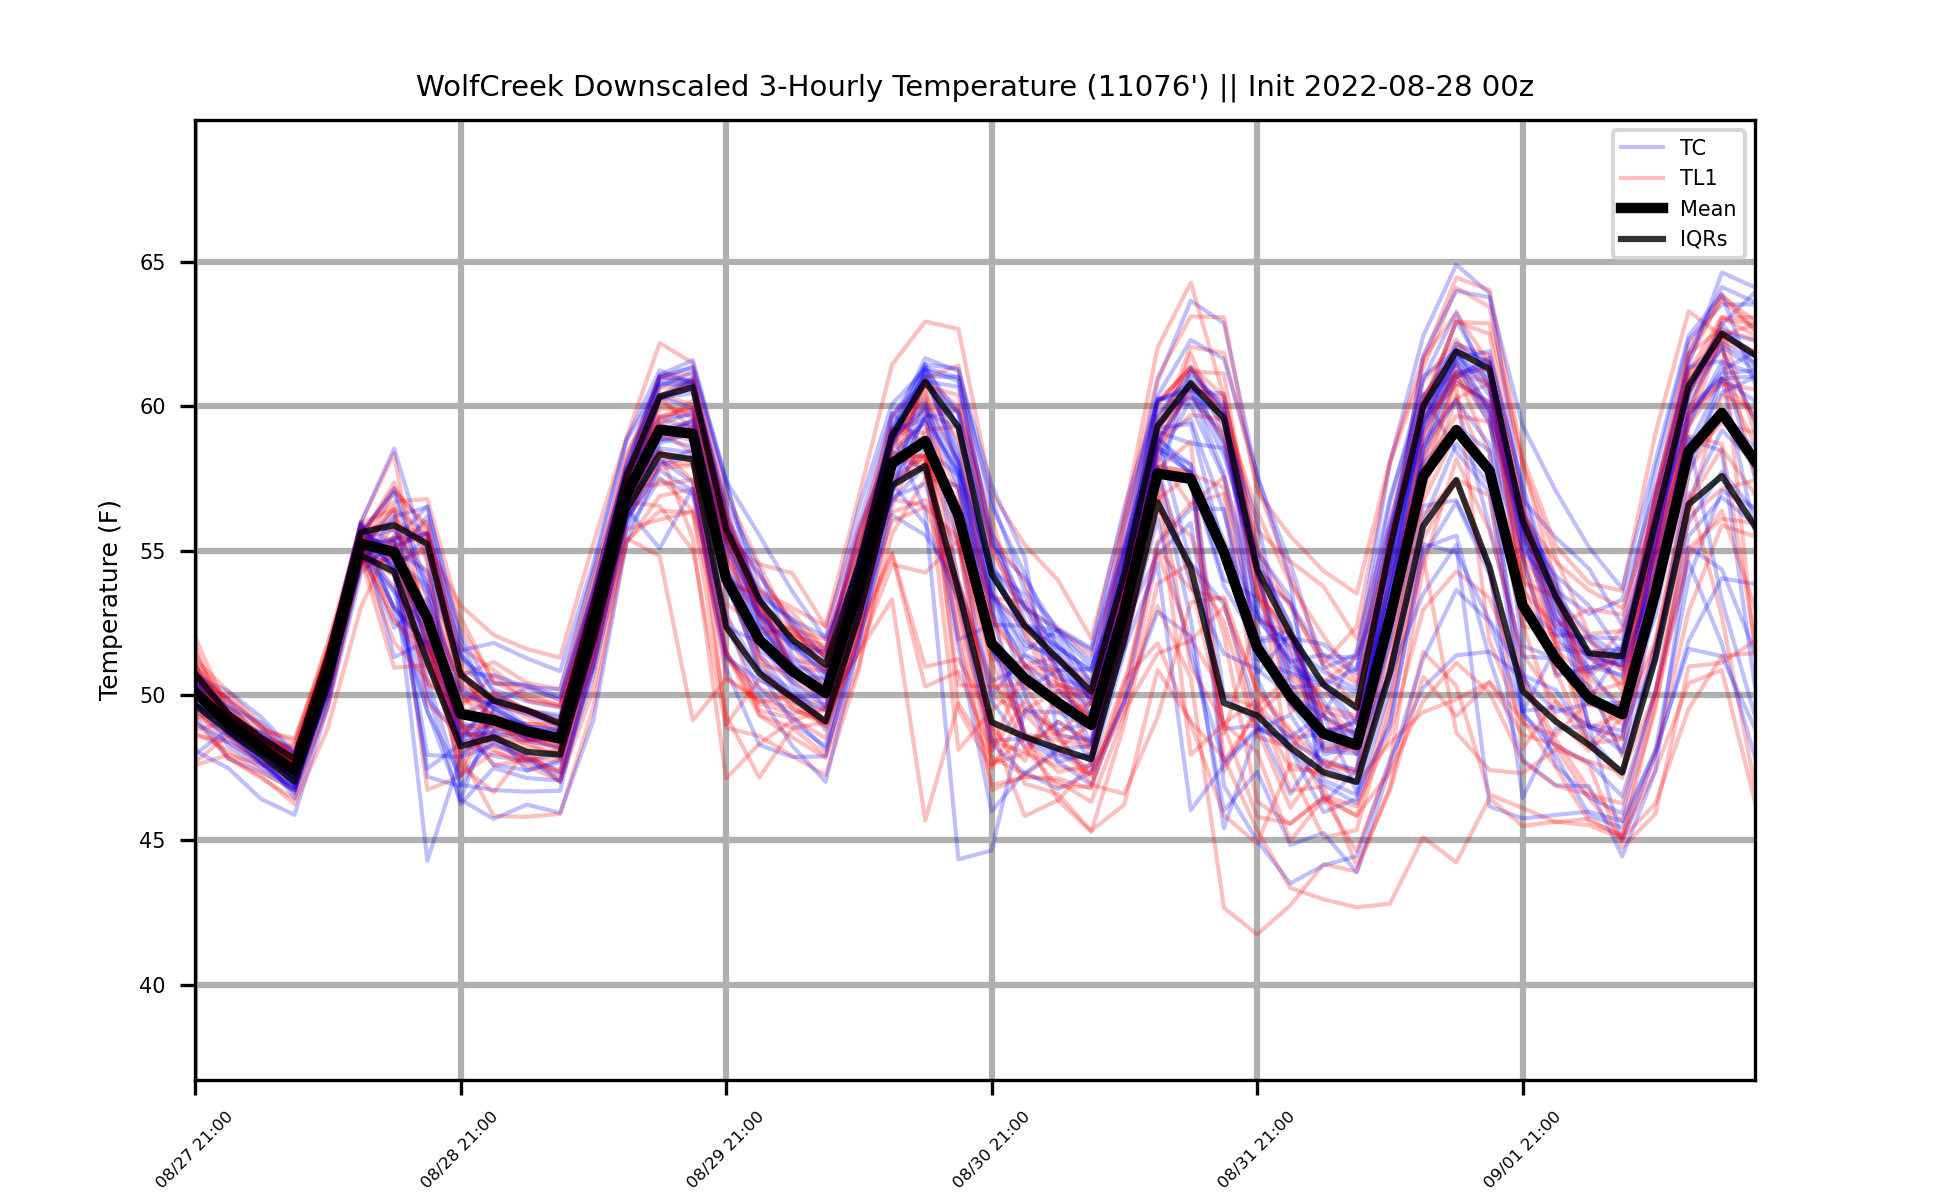 WolfCreek Downscaled 3-Hourly Temperature (11076') || Init 2022-08-28 00z
TC
TL1
Mean
IQRs
Temperature (F)
65
60
55
50
45
40
08/27 21:00
08/28 21:00
08/29 21:00
08/30 21:00
08/31 21:00
09/01 21:00